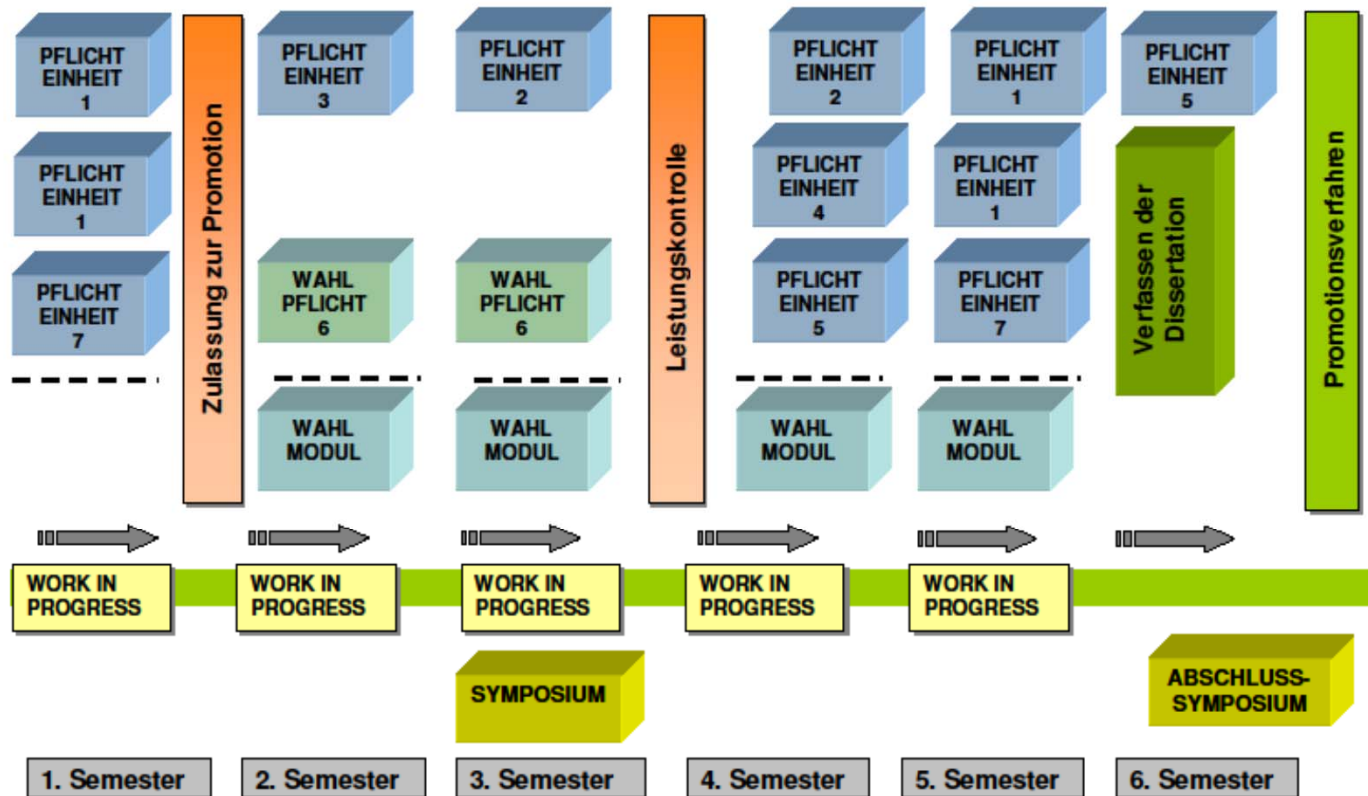 PFLICHT
EINHEIT
1
PFLICHT
EINHEIT
1
PFLICHT
EINHEIT
7
Zulassung zur Promotion
PFLICHT
EINHEIT
3
WAHL
PFLICHT
6
WAHL
MODUL
PFLICHT
EINHEIT
2
WAHL
PFLICHT
6
WAHL
MODUL
Leistungskontrolle
PFLICHT
EINHEIT
2
PFLICHT
EINHEIT
4
PFLICHT
EINHEIT
5
WAHL
MODUL
PFLICHT
EINHEIT
1
PFLICHT
EINHEIT
1
PFLICHT
EINHEIT
7
WAHL
MODUL
PFLICHT
EINHEIT
5
Verfassen der
Dissertation
Promotionsverfahren
WORK IN
PROGRESS
WORK IN
PROGRESS
WORK IN
PROGRESS
WORK IN
PROGRESS
WORK IN
PROGRESS
SYMPOSIUM
ABSCHLUSS-
SYMPOSIUM
1. Semester
2. Semester
3. Semester
4. Semester
5. Semester
6. Semester